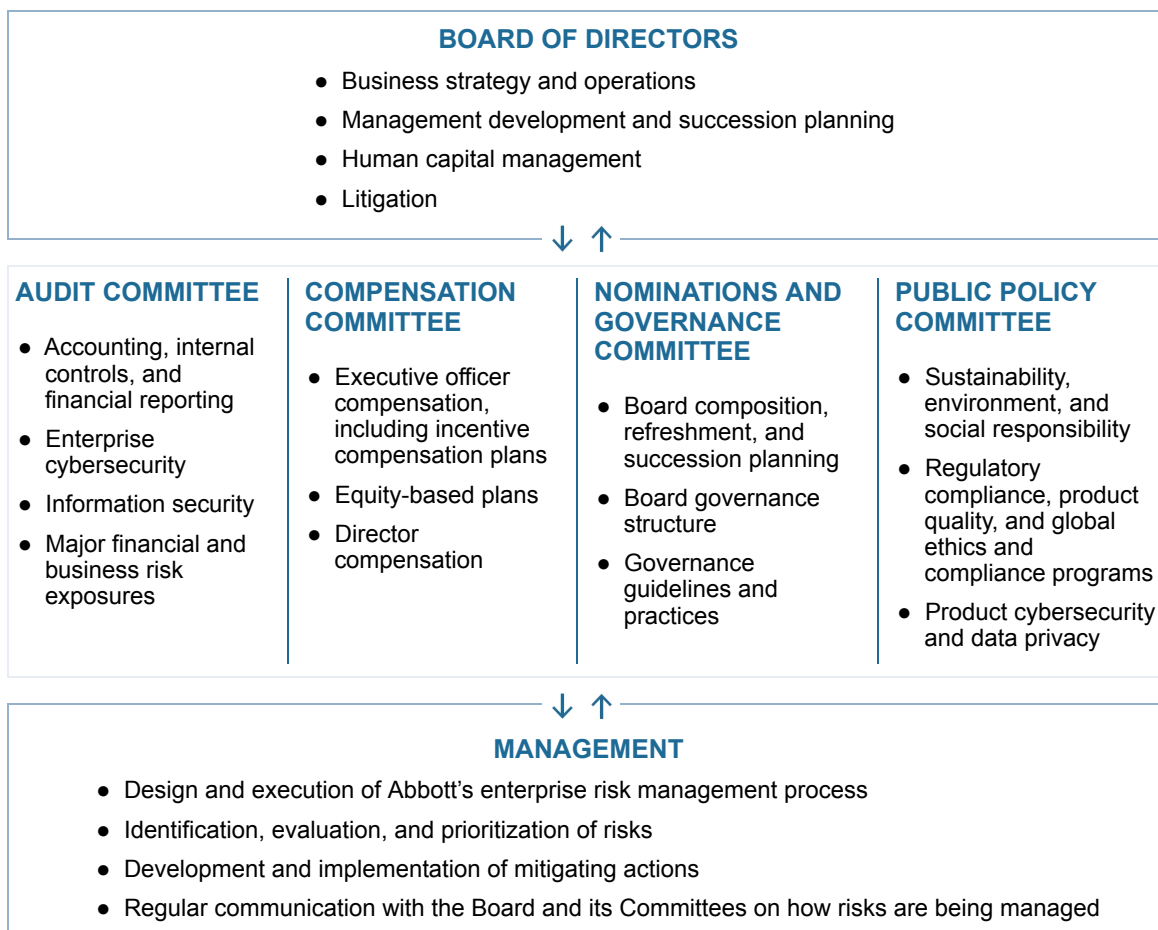 BOARD OF DIRECTORS
● Business strategy and operations
● Management development and succession planning
● Human capital management
● Litigation
↓ ↑
AUDIT COMMITTEE
● Accounting, internal
controls, and
financial reporting
● Enterprise
cybersecurity
● Information security
● Major financial and
business risk
exposures
COMPENSATION
COMMITTEE
● Executive officer
compensation,
including incentive
compensation plans
● Equity-based plans
● Director
compensation
NOMINATIONS AND
GOVERNANCE
COMMITTEE
● Board composition,
refreshment, and
succession planning
● Board governance
structure
● Governance
guidelines and
practices
PUBLIC POLICY
COMMITTEE
● Sustainability,
environment, and
social responsibility
● Regulatory
compliance, product
quality, and global
ethics and
compliance programs
● Product cybersecurity
and data privacy
↓ ↑
MANAGEMENT
● Design and execution of Abbott’s enterprise risk management process
● Identification, evaluation, and prioritization of risks
● Development and implementation of mitigating actions
● Regular communication with the Board and its Committees on how risks are being managed